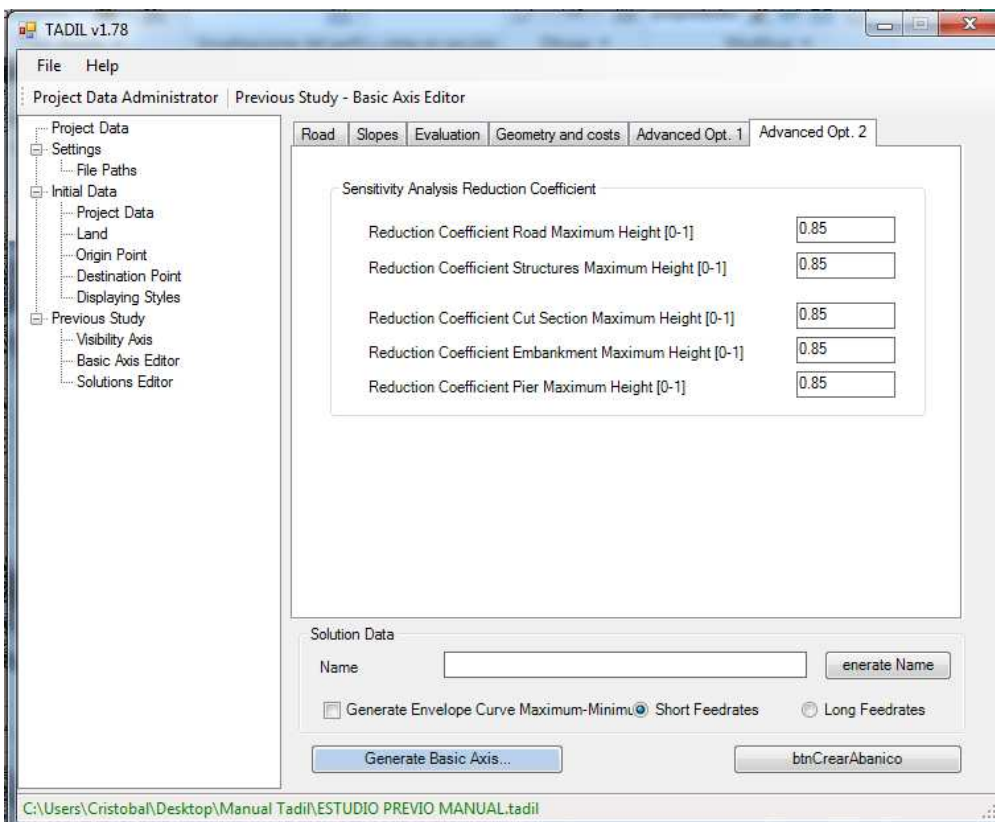 TADIL v1.78
File Help
Project Data Administrator Previous Study - Basic Axis Editor
Project Data
Settings
File Paths
Initial Data
Project Data
Land
Origin Point
Destination Point
Displaying Styles
Previous Study
Visibility Axis
Basic Axis Editor
Solutions Editor
Road Slopes Evaluation Geometry and costs Advanced Opt. 1 Advanced Opt. 2
Sensitivity Analysis Reduction Coefficient
Reduction Coefficient Road Maximum Height [0-1] 0.85
Reduction Coefficient Structures Maximum Height [0-1] 0.85
Reduction Coefficient Cut Section Maximum Height [0-1] 0.85
Reduction Coefficient Embankment Maximum Height [0-1] 0.85
Reduction Coefficient Pier Maximum Height [0-1] 0.85
Solution Data
Name enerate Name
Generate Envelope Curve Maximum-Minimu Short Feedrates Long Feedrates
Generate Basic Axis... btnCrearAbanico
C:\Users\Cristobal\Desktop\Manual Tadil\ESTUDIO PREVIO MANUAL.tadil